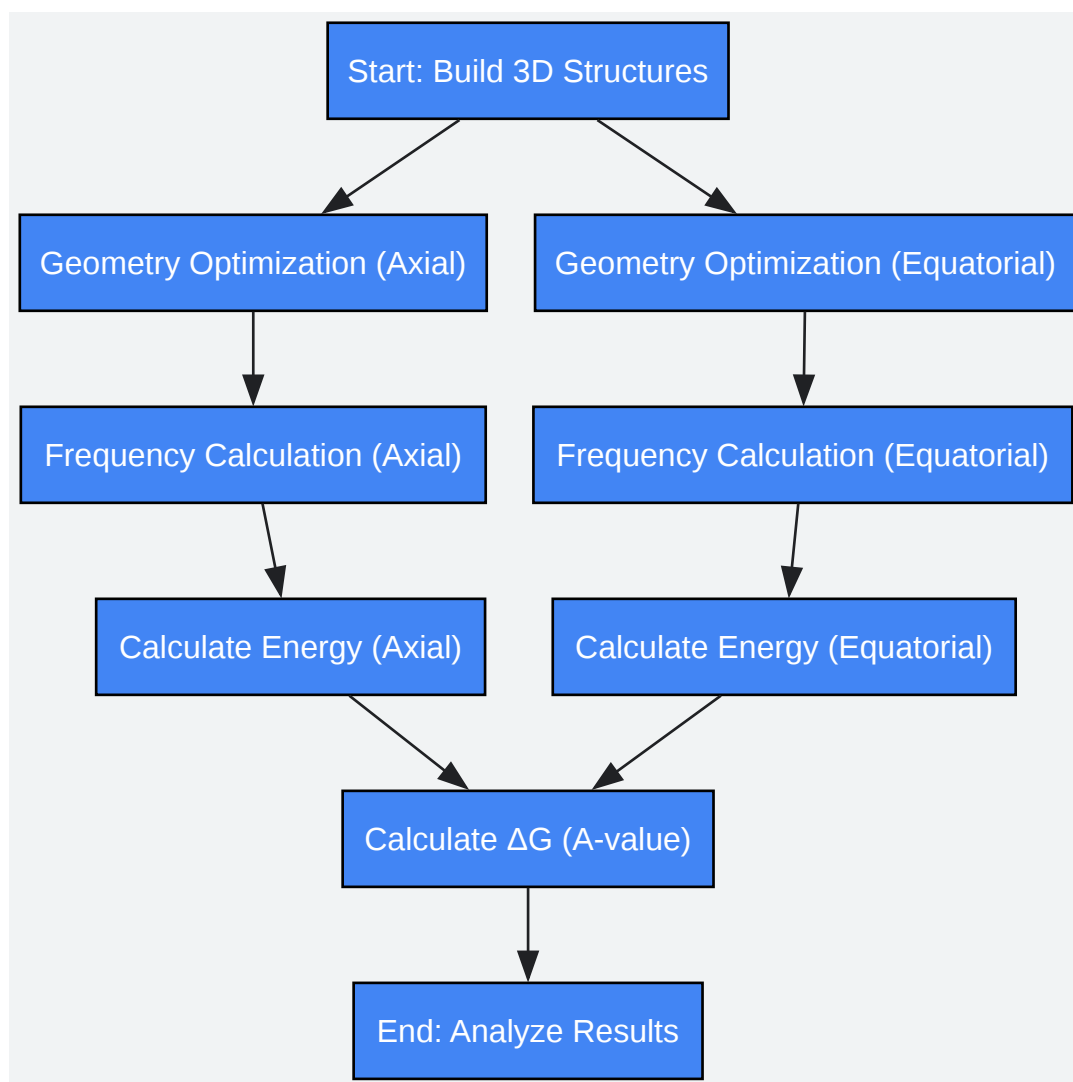 Start: Build 3D Structures
Geometry Optimization (Axial)
Geometry Optimization (Equatorial)
Frequency Calculation (Axial)
Frequency Calculation (Equatorial)
Calculate Energy (Axial)
Calculate Energy (Equatorial)
Calculate ΔG (A-value)
End: Analyze Results